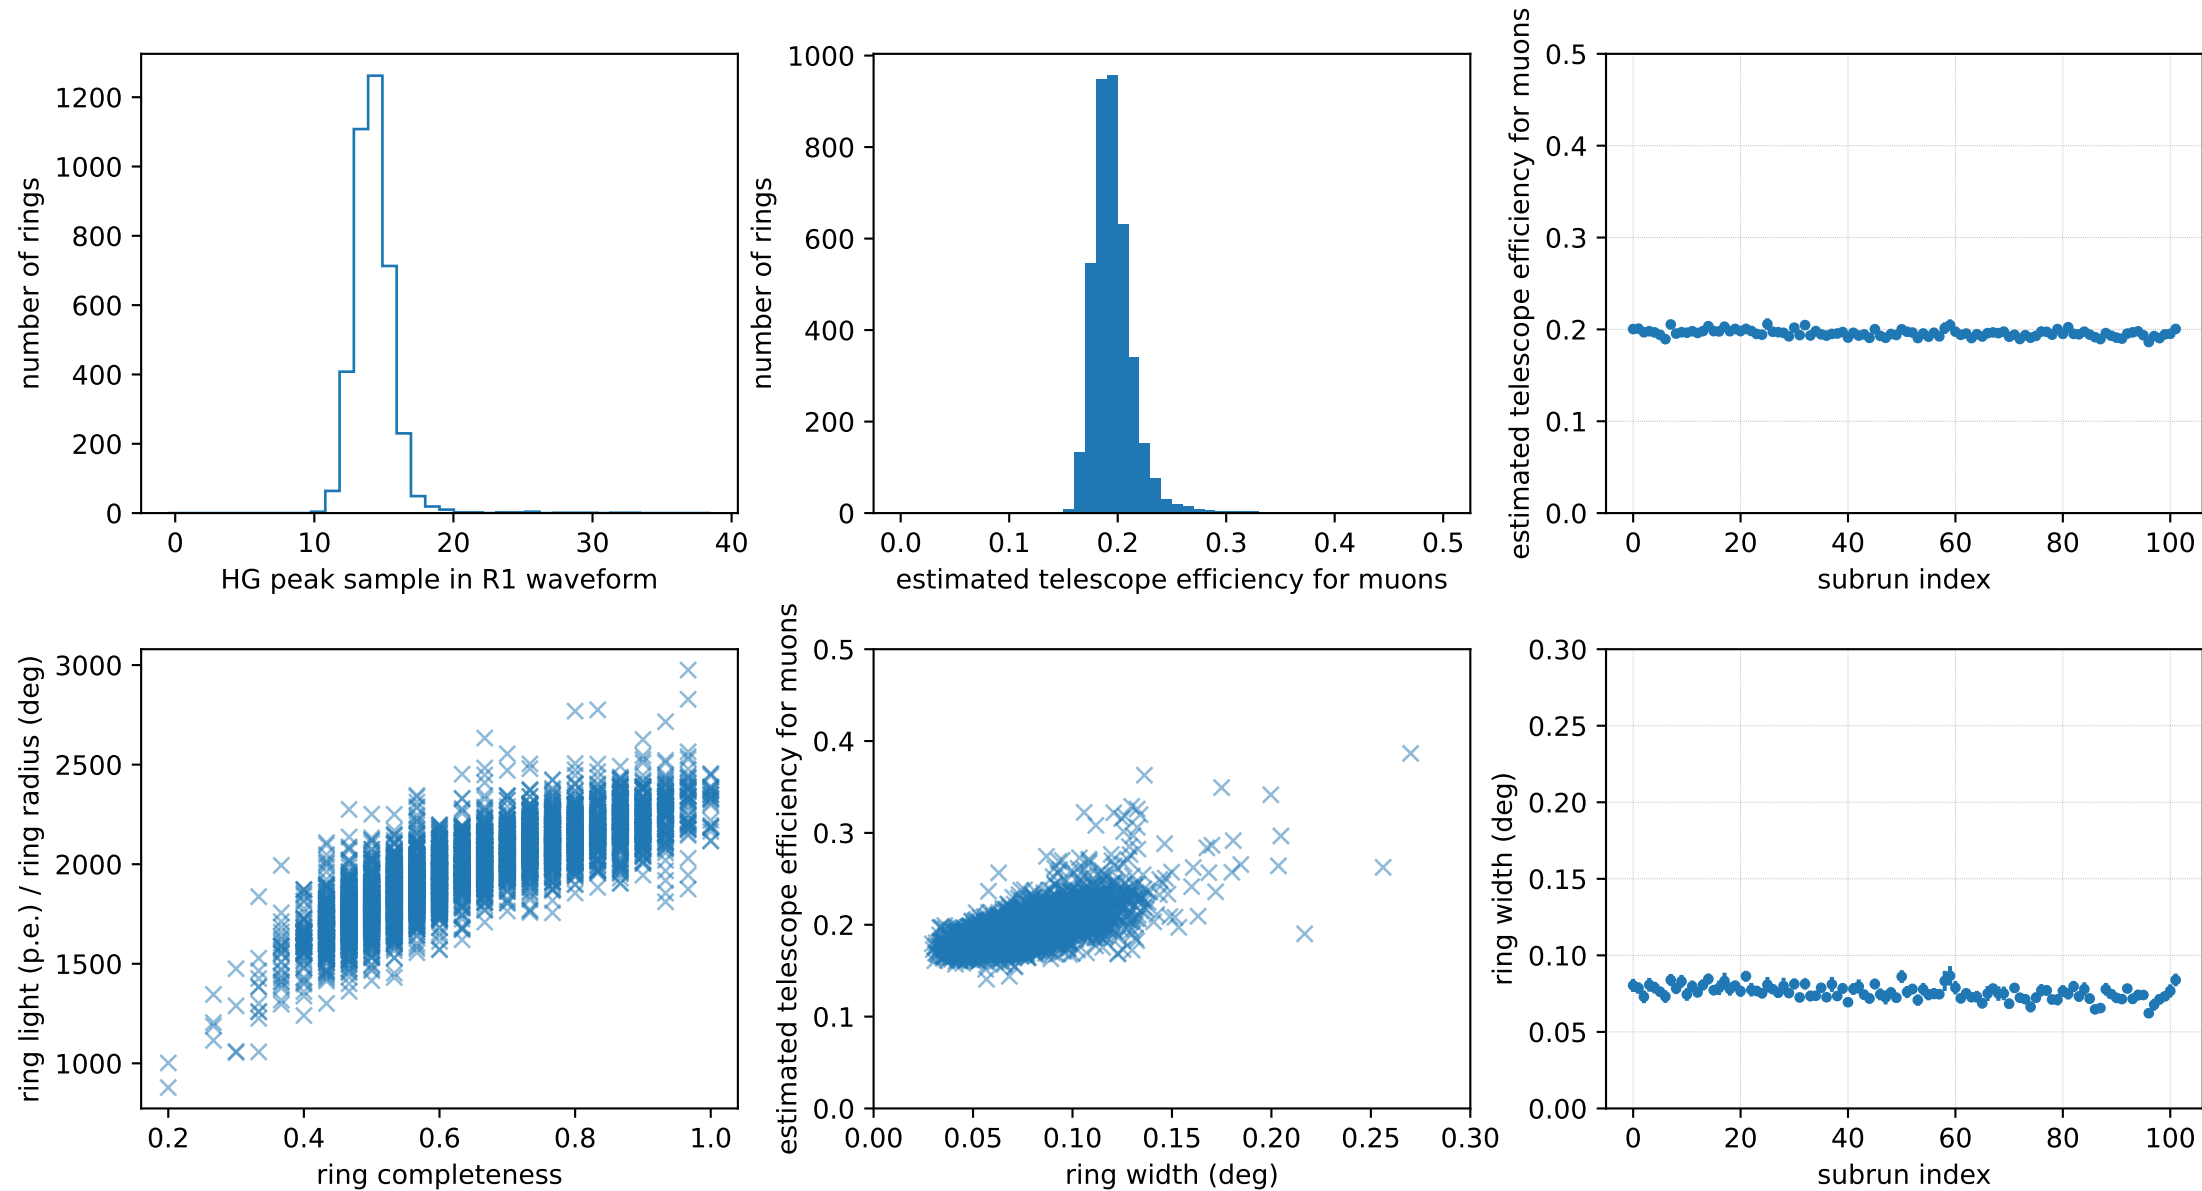 number of rings
1200
1000
800
600
400
200
0
0 10 20 30 40
HG peak sample in R1 waveform
number of rings
1000
800
600
400
200
0
0.0 0.1 0.2 0.3 0.4 0.5
estimated telescope efficiency for muons
estimated telescope efficiency for muons
0.5
0.4
0.3
0.2
0.1
0.0
0 20 40 60 80 100
subrun index
ring light (p.e.) / ring radius (deg)
3000
2500
2000
1500
1000
0.2 0.4 0.6 0.8 1.0
ring completeness
estimated telescope efficiency for muons
0.5
0.4
0.3
0.2
0.1
0.0
0.00 0.05 0.10 0.15 0.20 0.25 0.30
ring width (deg)
ring width (deg)
0.30
0.25
0.20
0.15
0.10
0.05
0.00
0 20 40 60 80 100
subrun index